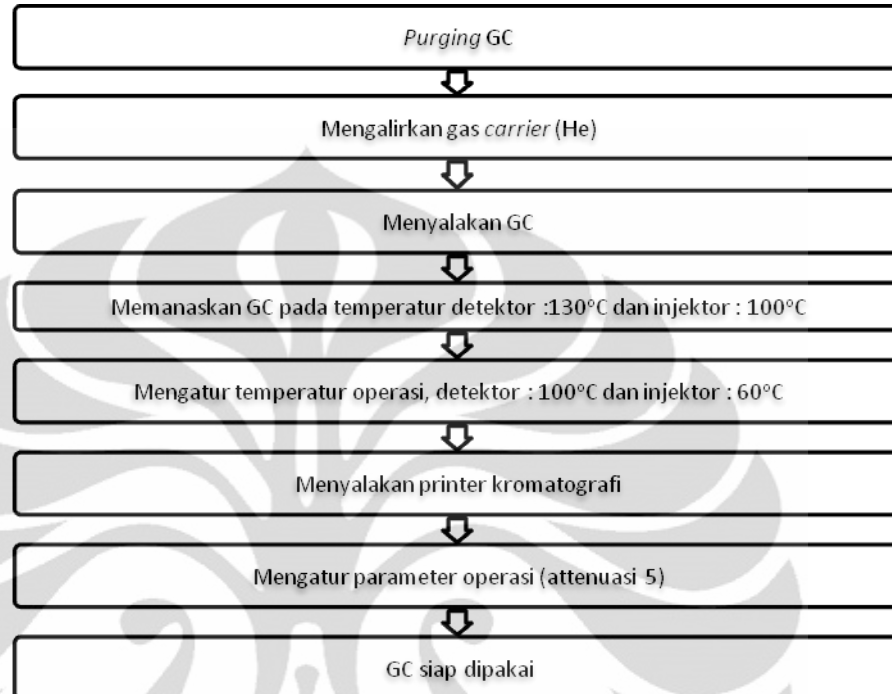 Purging GC
Mengalirkan gas carrier (He)
Menyalakan GC
Memanaskan GC pada temperatur detektor :130°C dan injektor : 100°C
Mengatur temperatur operasi, detektor : 100°C dan injektor : 60°C
Menyalakan printer kromatografi
Mengatur parameter operasi (attenuasi 5)
GC siap dipakai